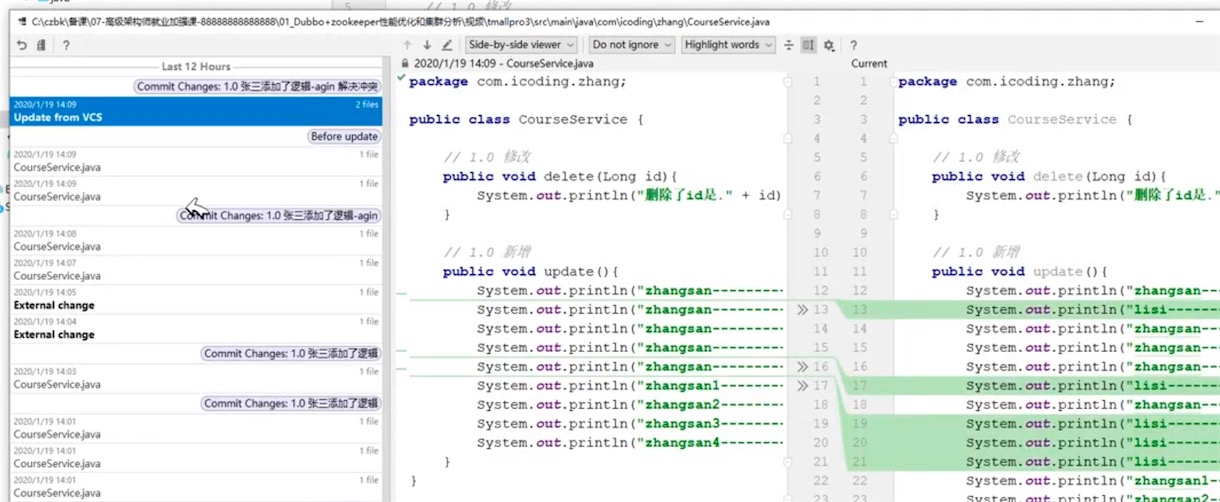 C:\czbk\备课\07-高级架构师就业加强课-88888888888888\01_Dubbo+zookeeper性能优化和集群分析\视频\tmallpro3\src\main\java\com\icoding\zhang\CourseService.java
?
Side-by-side viewer
Do not ignore
Highlight words
?
Last 12 Hours
Commit Changes: 1.0 张三添加了逻辑-agin 解决冲突
2020/1/19 14:09 2 files
Update from VCS
Before update
2020/1/19 14:09 1 file
CourseService.java
2020/1/19 14:09 1 file
CourseService.java
Commit Changes: 1.0 张三添加了逻辑-agin
2020/1/19 14:08 1 file
CourseService.java
2020/1/19 14:07 1 file
CourseService.java
2020/1/19 14:05 1 file
External change
2020/1/19 14:04 1 file
External change
Commit Changes: 1.0 张三添加了逻辑
2020/1/19 14:03 1 file
CourseService.java
Commit Changes: 1.0 张三添加了逻辑
2020/1/19 14:01 1 file
CourseService.java
2020/1/19 14:01 1 file
CourseService.java
2020/1/19 14:01 1 file
CourseService.java
2020/1/19 14:09 - CourseService.java
package com.icoding.zhang; 1
2
public class CourseService { 3
4
// 1.0 修改 5
public void delete(Long id){ 6
System.out.println("删除了id是." + id) 7
} 8
9
// 1.0 新增 10
public void update(){ 11
System.out.println("zhangsan--------- 12
System.out.println("zhangsan--------- 13
System.out.println("zhangsan--------- 14
System.out.println("zhangsan--------- 15
System.out.println("zhangsan--------- 16
System.out.println("zhangsan1-------- 17
System.out.println("zhangsan2-------- 18
System.out.println("zhangsan3-------- 19
System.out.println("zhangsan4-------- 20
} 21
} 22
23
Current
1 package com.icoding.zhang;
2
3 public class CourseService {
4
5 // 1.0 修改
6 public void delete(Long id){
7 System.out.println("删除了id是."
8 }
9
10 // 1.0 新增
11 public void update(){
12 System.out.println("zhangsan--
13 System.out.println("lisi------
14 System.out.println("zhangsan--
15 System.out.println("zhangsan--
16 System.out.println("zhangsan--
17 System.out.println("lisi------
18 System.out.println("zhangsan--
19 System.out.println("lisi------
20 System.out.println("lisi------
21 System.out.println("lisi------
22 System.out.println("zhangsan1-
23 System.out.println("zhangsan2-